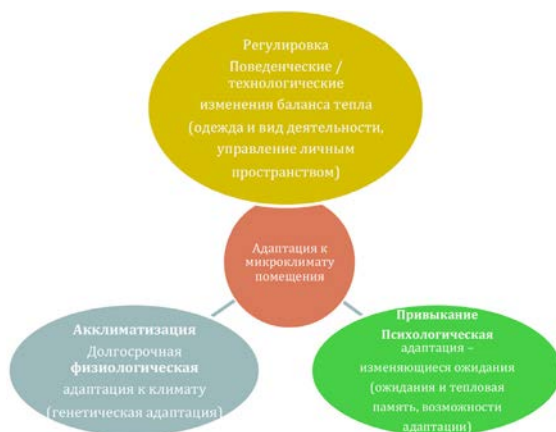 Регулировка
Поведенческие /
технологические
изменения баланса тепла
(одежда и вид деятельности,
управление личным
пространством)
Адаптация к
микроклимату
помещения
Акклиматизация
Долгосрочная
физиологическая
адаптация к климату
(генетическая адаптация)
Привыкание
Психологическая
адаптация –
изменяющиеся ожидания
(ожидания и тепловая
память, возможности
адаптации)